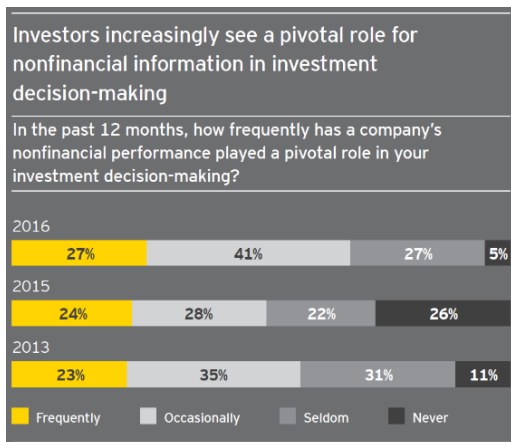 Investors increasingly see a pivotal role for
nonfinancial information in investment
decision-making
In the past 12 months, how frequently has a company's
nonfinancial performance played a pivotal role in your
investment decision-making?
2016
27% 41% 27% 5%
2015
24% 28% 22% 26%
2013
23% 35% 31% 11%
Frequently Occasionally Seldom Never